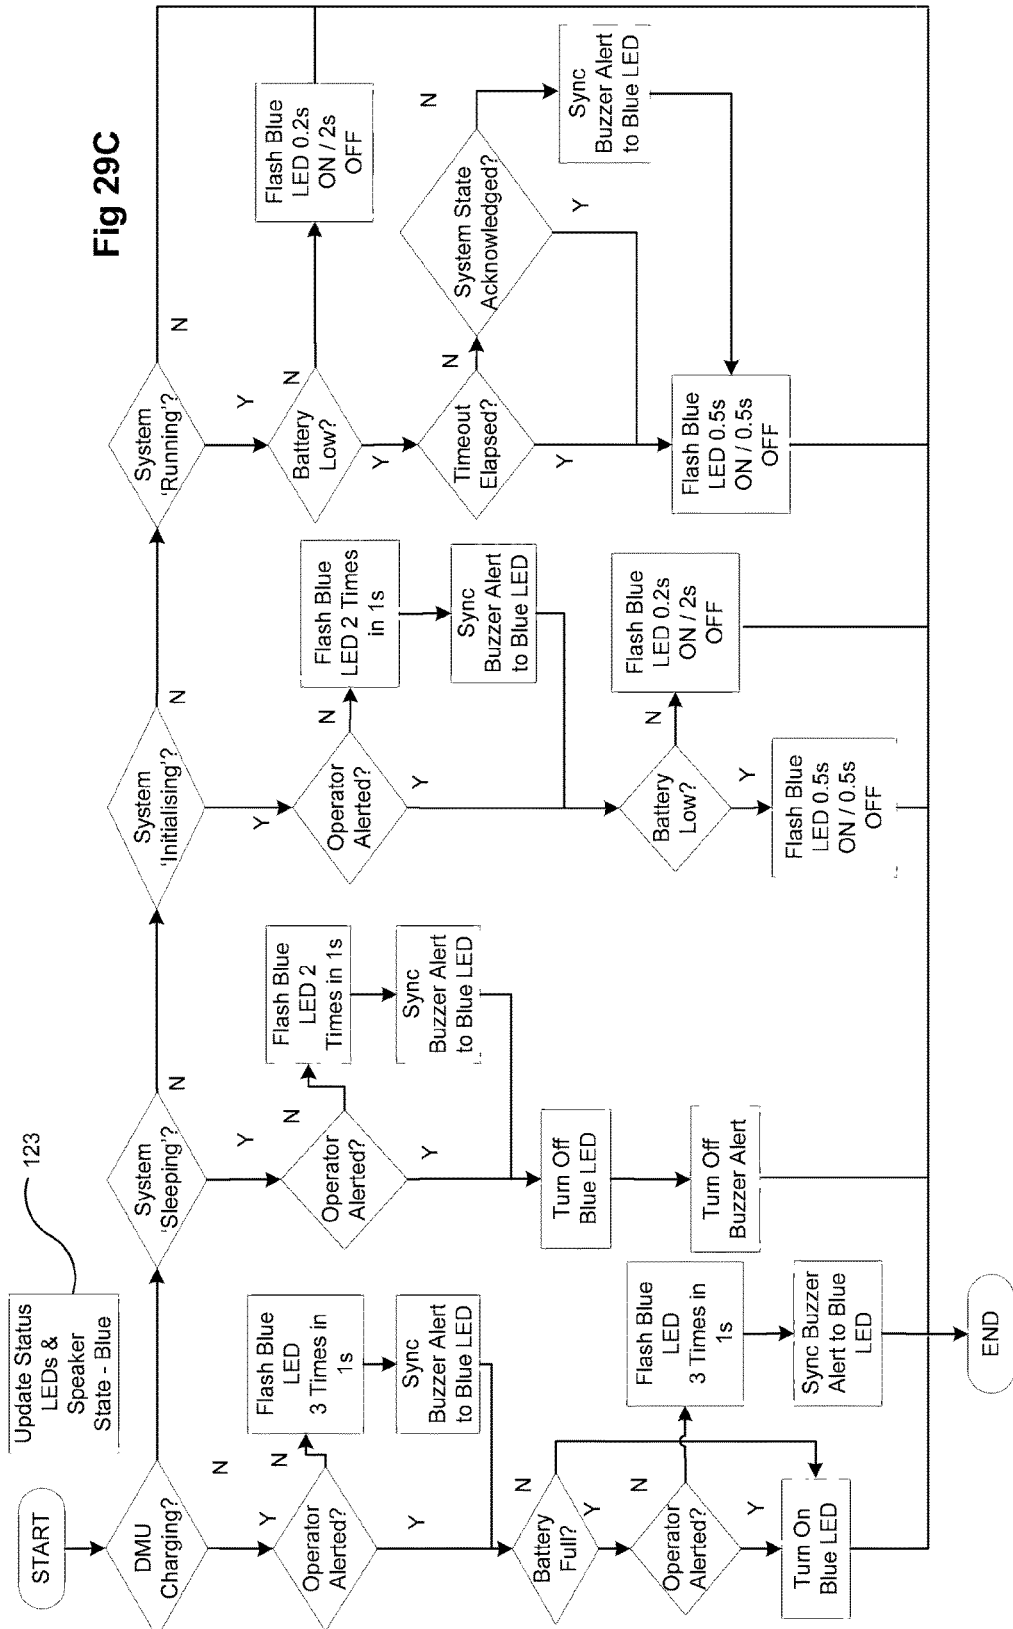 Fig 29C
START
Update Status
LEDs &
Speaker
State - Blue
123
DMU
Charging?
N
Y
Operator
Alerted?
N
Flash Blue
LED
3 Times in
1s
Sync
Buzzer Alert
to Blue LED
Y
Battery
Full?
N
Y
Operator
Alerted?
N
Flash Blue
LED
3 Times in
1s
Sync Buzzer
Alert to Blue
LED
Y
Turn On
Blue LED
END
System
'Sleeping'?
N
Y
Operator
Alerted?
N
Flash Blue
LED 2
Times in 1s
Sync
Buzzer Alert
to Blue LED
Y
Turn Off
Blue LED
Turn Off
Buzzer Alert
System
'Initialising'?
N
Y
Operator
Alerted?
N
Flash Blue
LED 2 Times
in 1s
Sync
Buzzer Alert
to Blue LED
Y
Battery
Low?
N
Flash Blue
LED 0.2s
ON / 2s
OFF
Y
Flash Blue
LED 0.5s
ON / 0.5s
OFF
System
'Running'?
N
Y
Battery
Low?
N
Flash Blue
LED 0.2s
ON / 2s
OFF
Y
Timeout
Elapsed?
N
System State
Acknowledged?
N
Sync
Buzzer Alert
to Blue LED
Y
Y
Flash Blue
LED 0.5s
ON / 0.5s
OFF